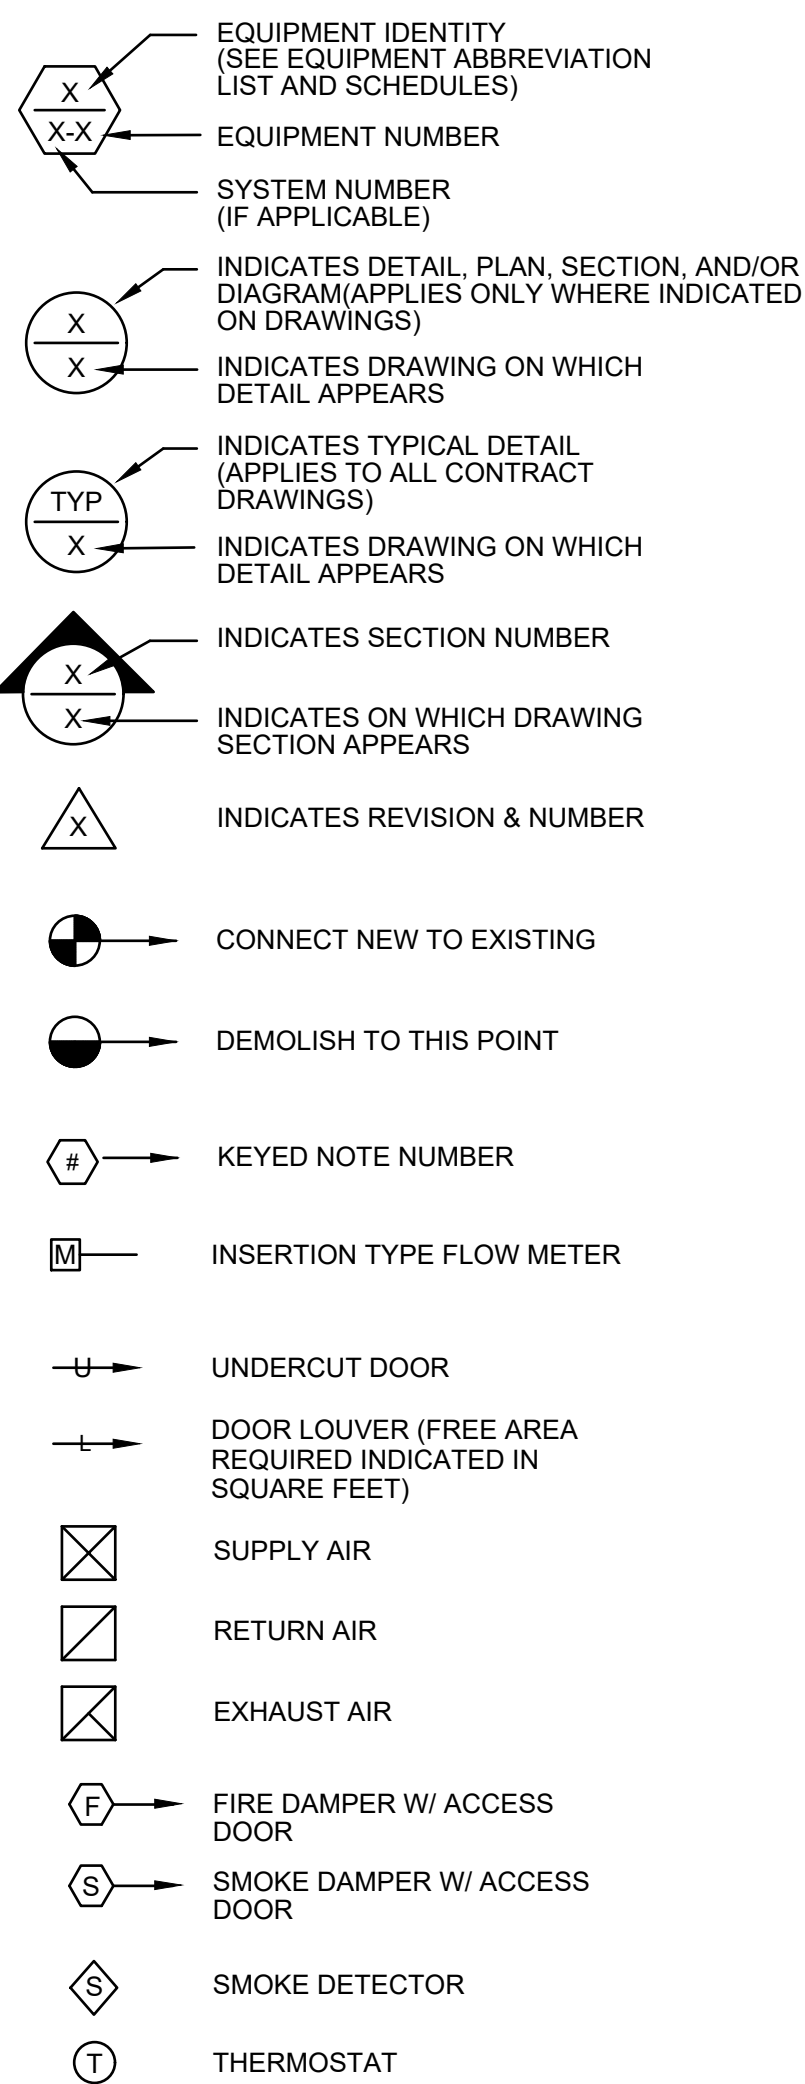 EQUIPMENT IDENTITY
(SEE EQUIPMENT ABBREVIATION
LIST AND SCHEDULES)
X
X-X
EQUIPMENT NUMBER
SYSTEM NUMBER
(IF APPLICABLE)
INDICATES DETAIL, PLAN, SECTION, AND/OR
DIAGRAM(APPLIES ONLY WHERE INDICATED
ON DRAWINGS)
X
X
INDICATES DRAWING ON WHICH
DETAIL APPEARS
INDICATES TYPICAL DETAIL
(APPLIES TO ALL CONTRACT
DRAWINGS)
TYP
X
INDICATES DRAWING ON WHICH
DETAIL APPEARS
INDICATES SECTION NUMBER
X
X
INDICATES ON WHICH DRAWING
SECTION APPEARS
X
INDICATES REVISION & NUMBER
CONNECT NEW TO EXISTING
DEMOLISH TO THIS POINT
# KEYED NOTE NUMBER
M INSERTION TYPE FLOW METER
U UNDERCUT DOOR
L DOOR LOUVER (FREE AREA
REQUIRED INDICATED IN
SQUARE FEET)
SUPPLY AIR
RETURN AIR
EXHAUST AIR
F FIRE DAMPER W/ ACCESS
DOOR
S SMOKE DAMPER W/ ACCESS
DOOR
S SMOKE DETECTOR
T THERMOSTAT